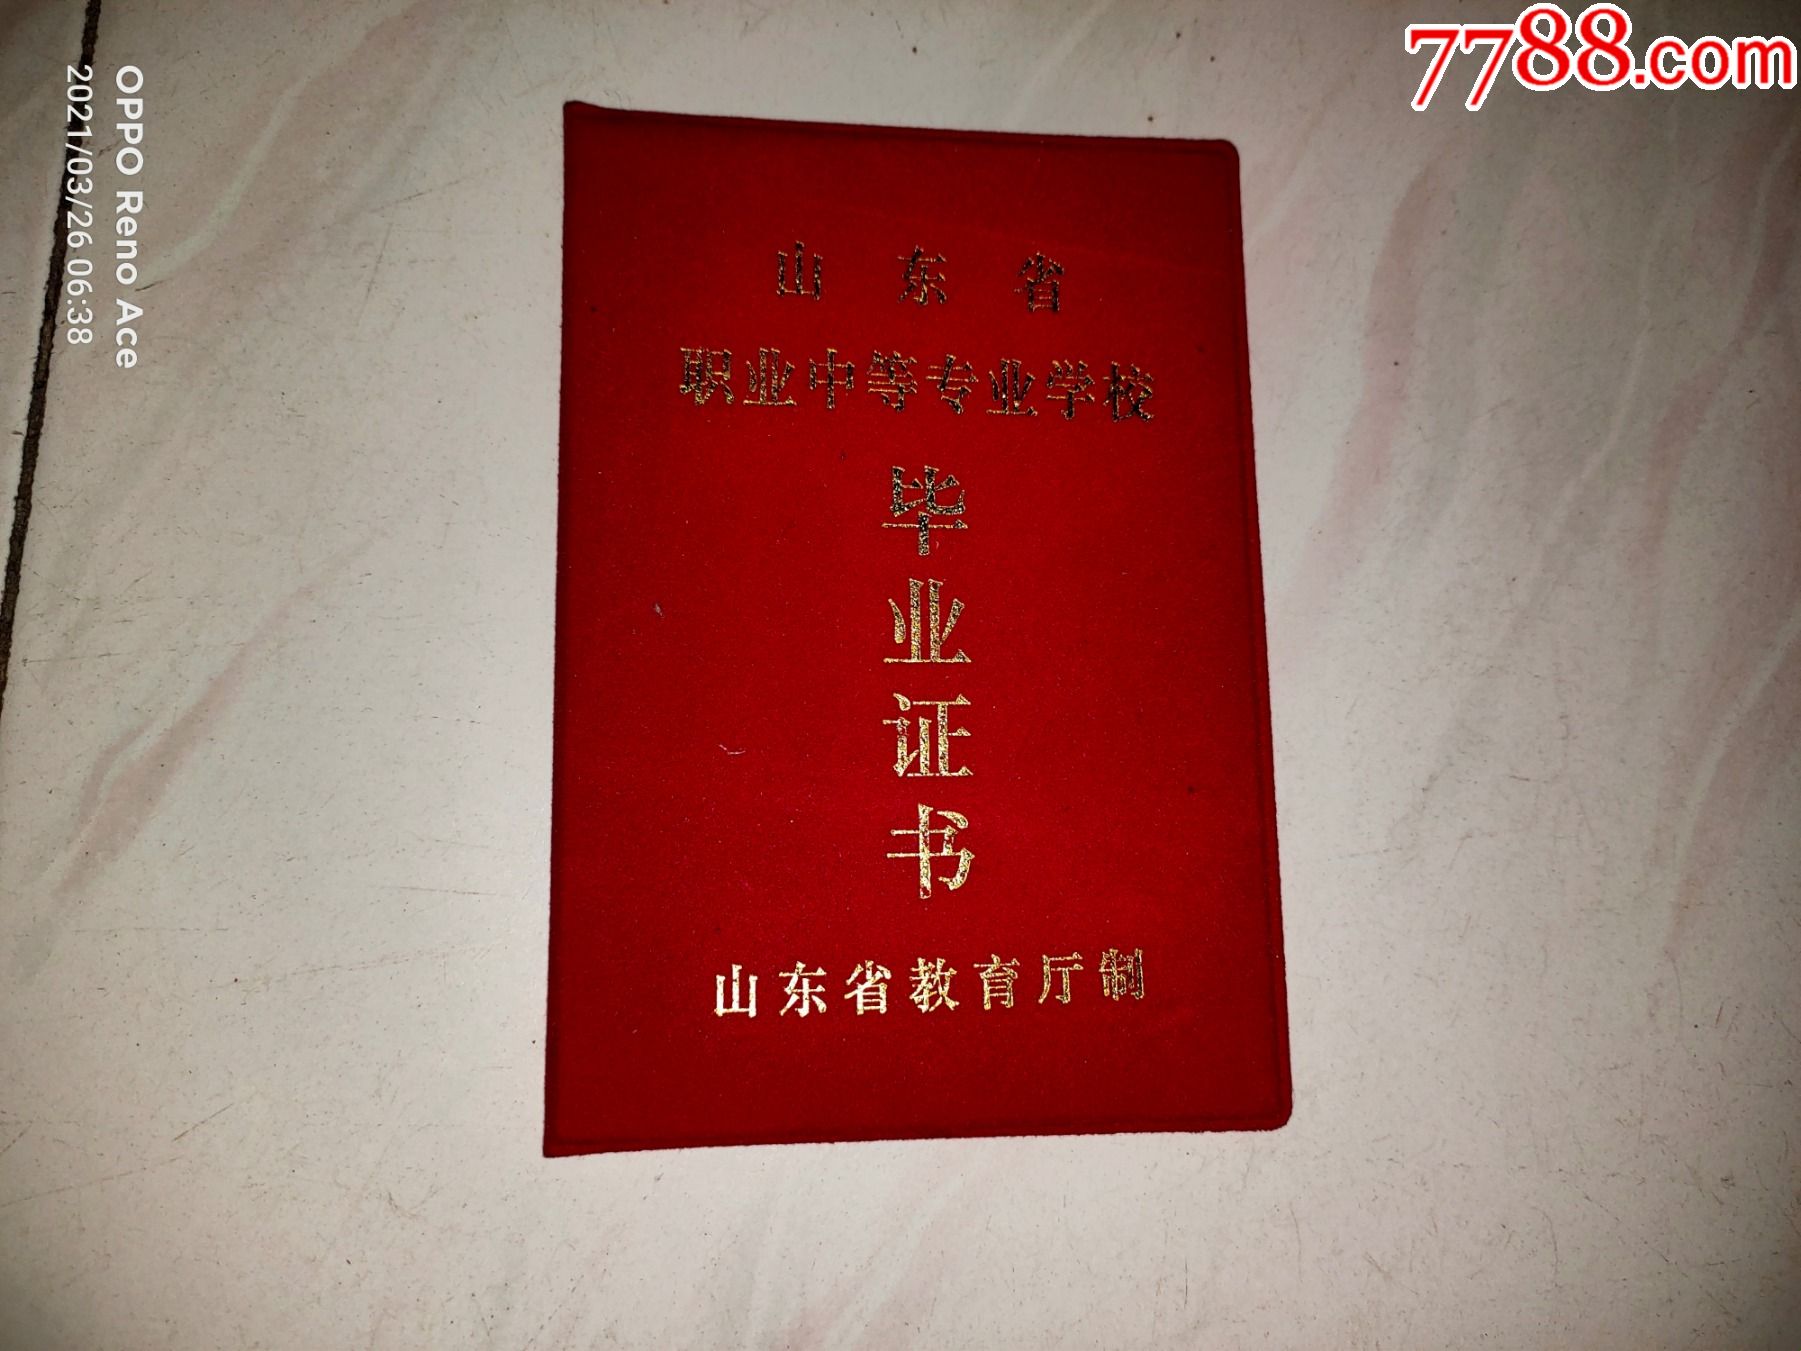 7788.com
OPPO Reno Ace
2021/03/26 06:38
山东省
职业中等专业学校
毕业证书
山东省教育厅制